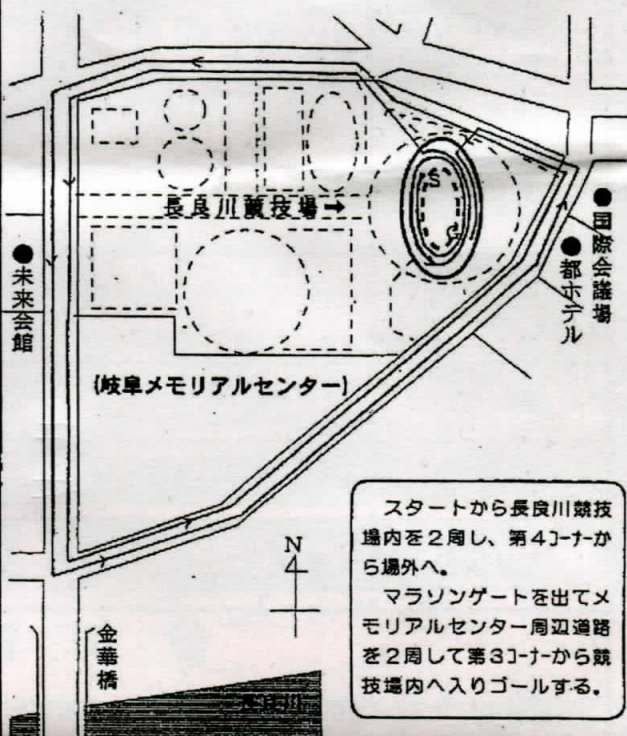 長良川競技場→
S
G
●国際会議場
●都ホテル
●未来会館
(岐阜メモリアルセンター)
N
金華橋
スタートから長良川競技
場内を2周し、第4コーナーか
ら場外へ。
マラソンゲートを出てメ
モリアルセンター周辺道路
を2周して第3コーナーから競
技場内へ入りゴールする。